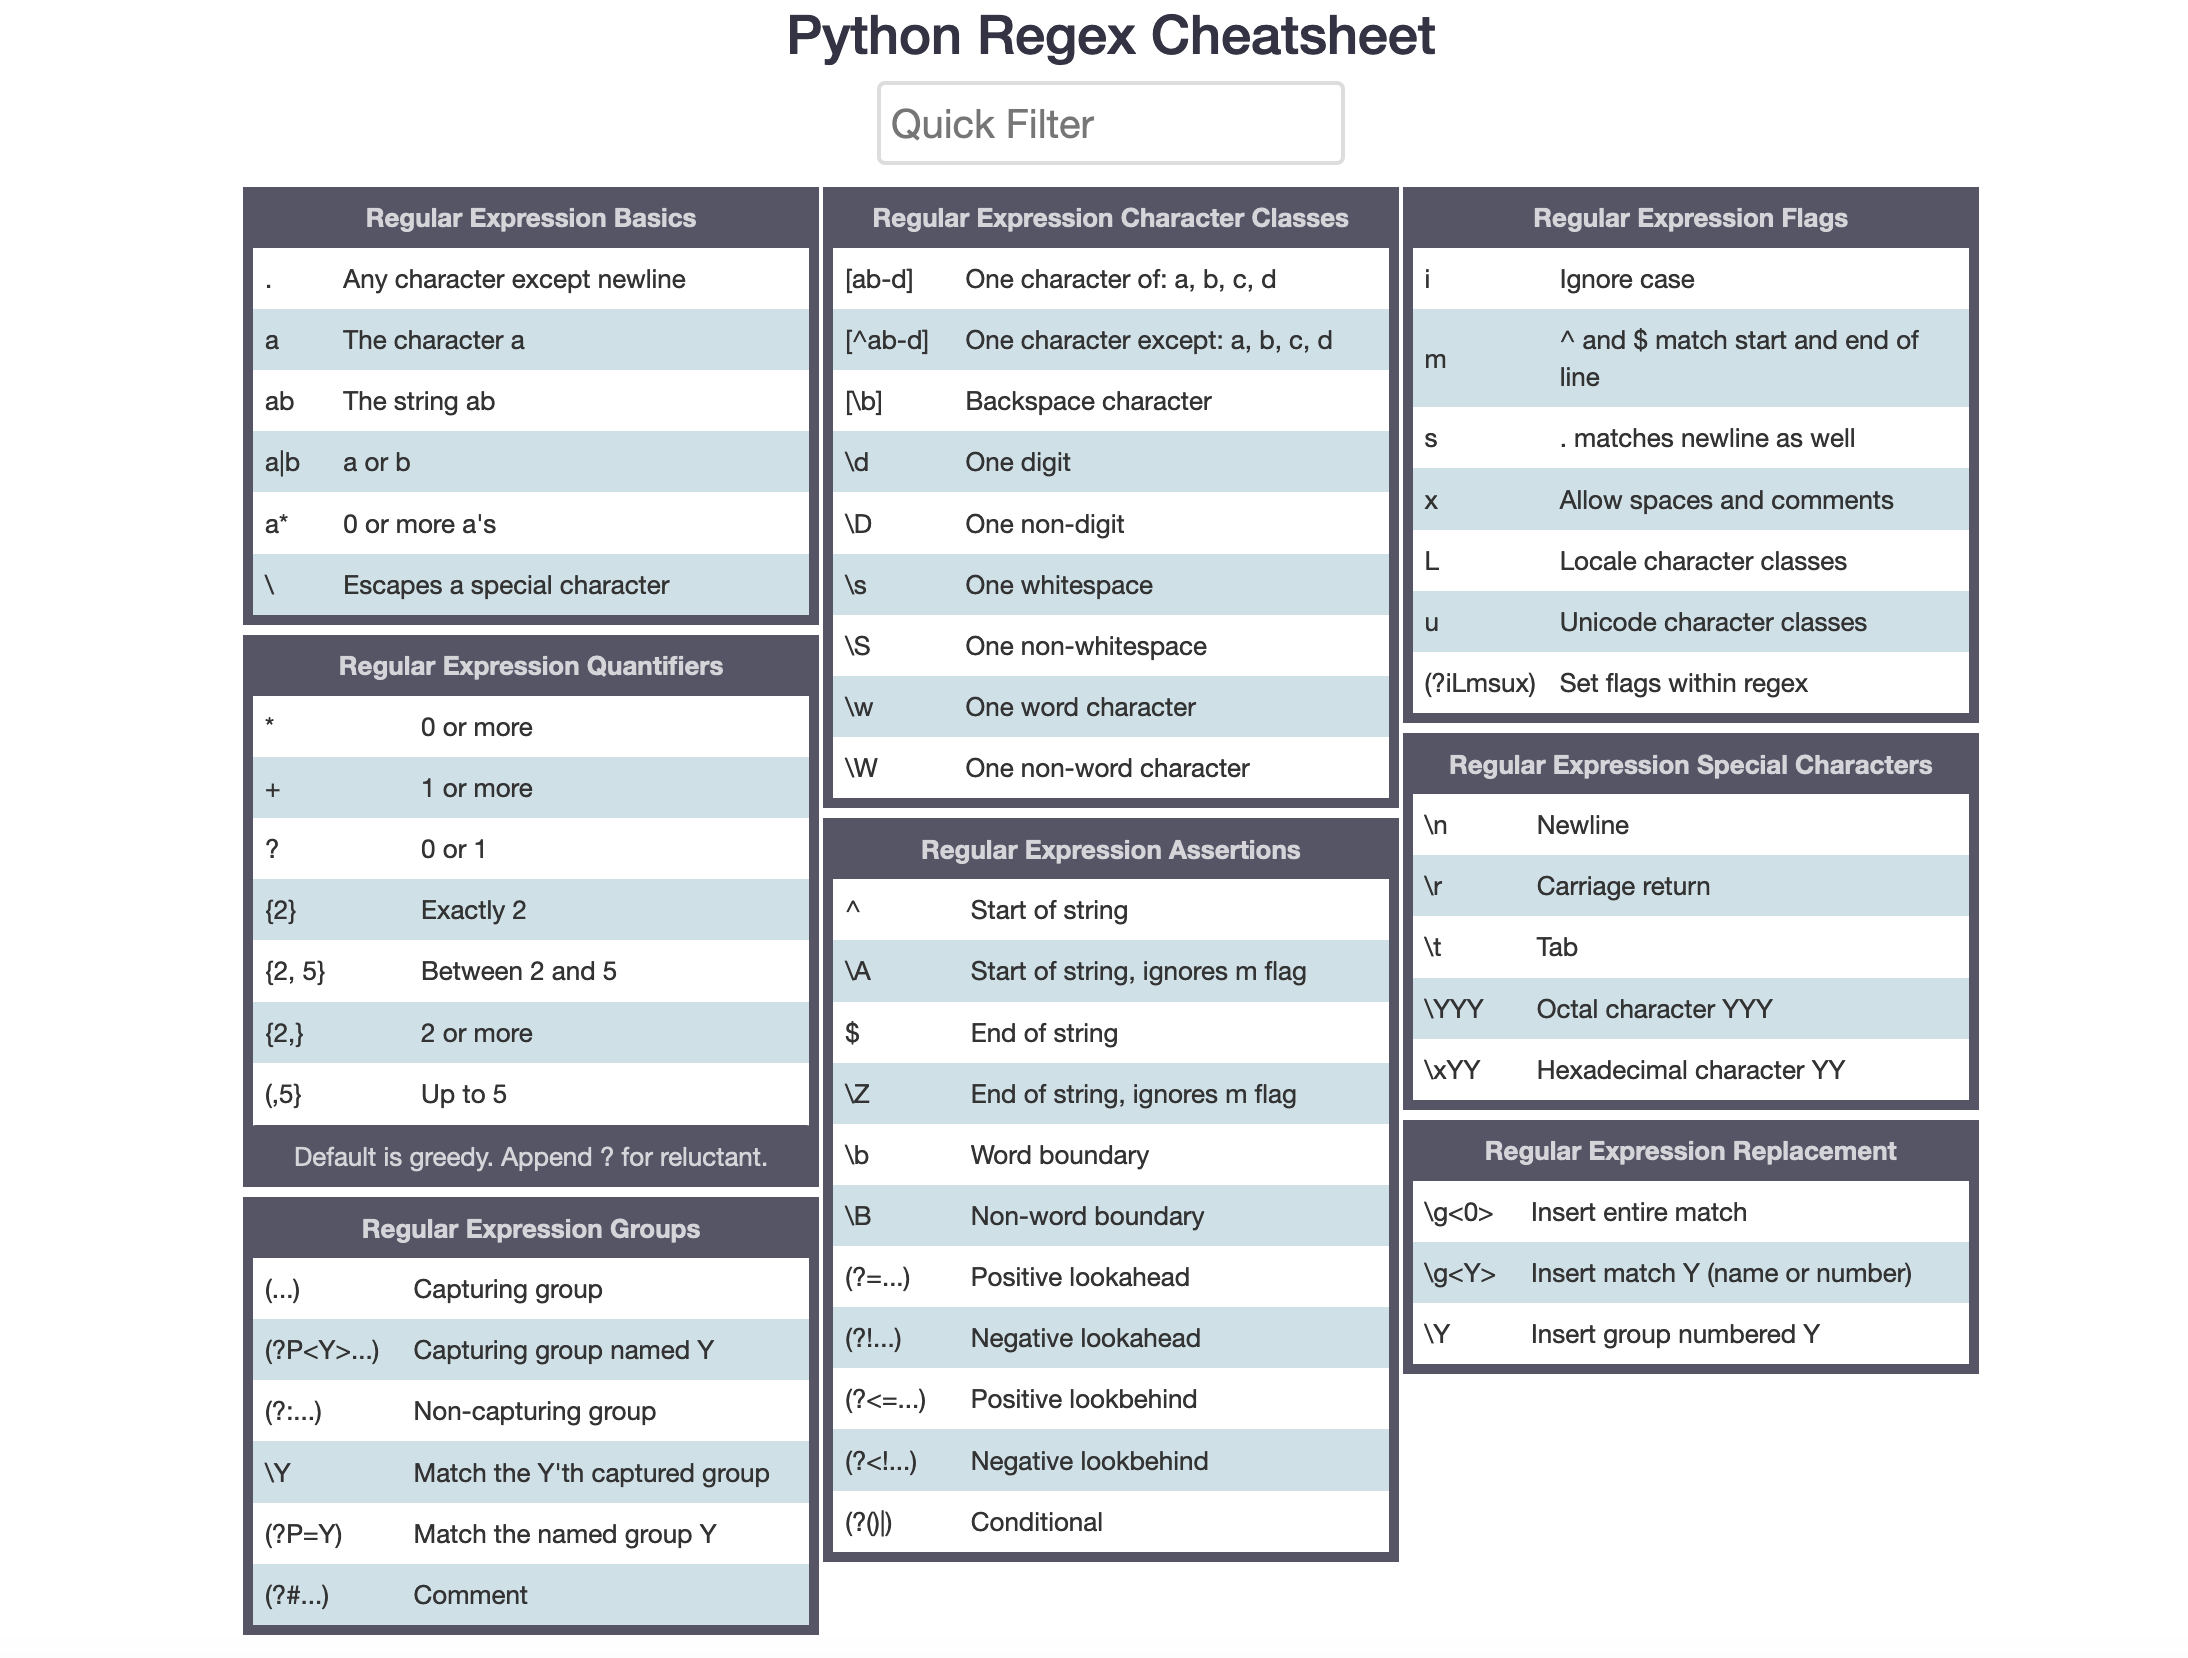 Python Regex Cheatsheet
Quick Filter
Regular Expression Basics
. Any character except newline
a The character a
ab The string ab
a|b a or b
a* 0 or more a's
\ Escapes a special character
Regular Expression Quantifiers
* 0 or more
+ 1 or more
? 0 or 1
{2} Exactly 2
{2, 5} Between 2 and 5
{2,} 2 or more
(,5} Up to 5
Default is greedy. Append ? for reluctant.
Regular Expression Groups
(...) Capturing group
(?P<Y>...) Capturing group named Y
(?:...) Non-capturing group
\Y Match the Y'th captured group
(?P=Y) Match the named group Y
(?#...) Comment
Regular Expression Character Classes
[ab-d] One character of: a, b, c, d
[^ab-d] One character except: a, b, c, d
[\b] Backspace character
\d One digit
\D One non-digit
\s One whitespace
\S One non-whitespace
\w One word character
\W One non-word character
Regular Expression Assertions
^ Start of string
\A Start of string, ignores m flag
$ End of string
\Z End of string, ignores m flag
\b Word boundary
\B Non-word boundary
(?=...) Positive lookahead
(?!...) Negative lookahead
(?<=...) Positive lookbehind
(?<!...) Negative lookbehind
(?()|) Conditional
Regular Expression Flags
i Ignore case
m ^ and $ match start and end of
line
s . matches newline as well
x Allow spaces and comments
L Locale character classes
u Unicode character classes
(?iLmsux) Set flags within regex
Regular Expression Special Characters
\n Newline
\r Carriage return
\t Tab
\YYY Octal character YYY
\xYY Hexadecimal character YY
Regular Expression Replacement
\g<0> Insert entire match
\g<Y> Insert match Y (name or number)
\Y Insert group numbered Y